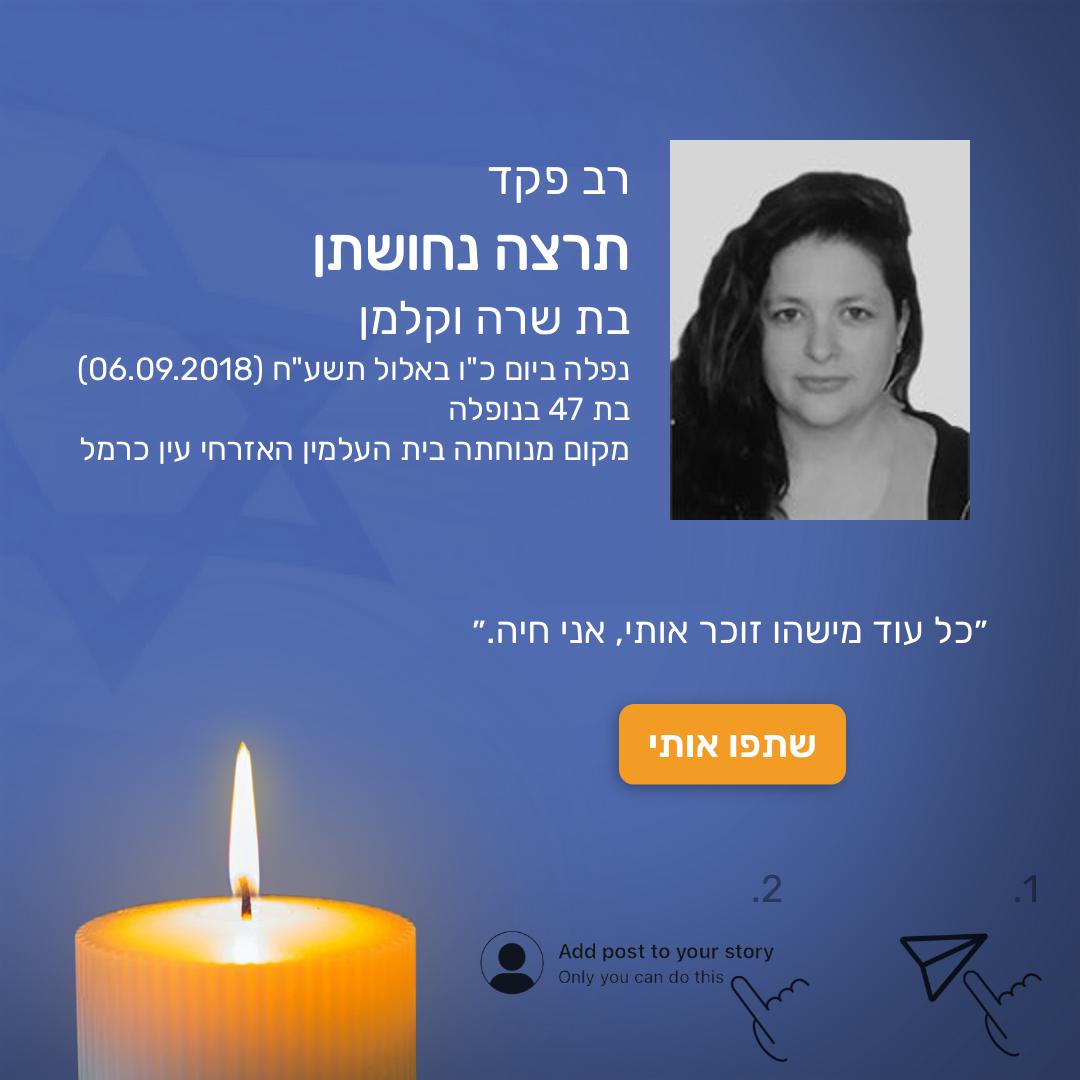 רב פקד
תרצה נחושתן
בת שרה וקלמן
נפלה ביום כ"ו באלול תשע"ח (06.09.2018)
בת 47 בנופלה
מקום מנוחתה בית העלמין האזרחי עין כרמל
״כל עוד מישהו זוכר אותי, אני חיה.״
שתפו אותי
1.
2.
Add post to your story
Only you can do this